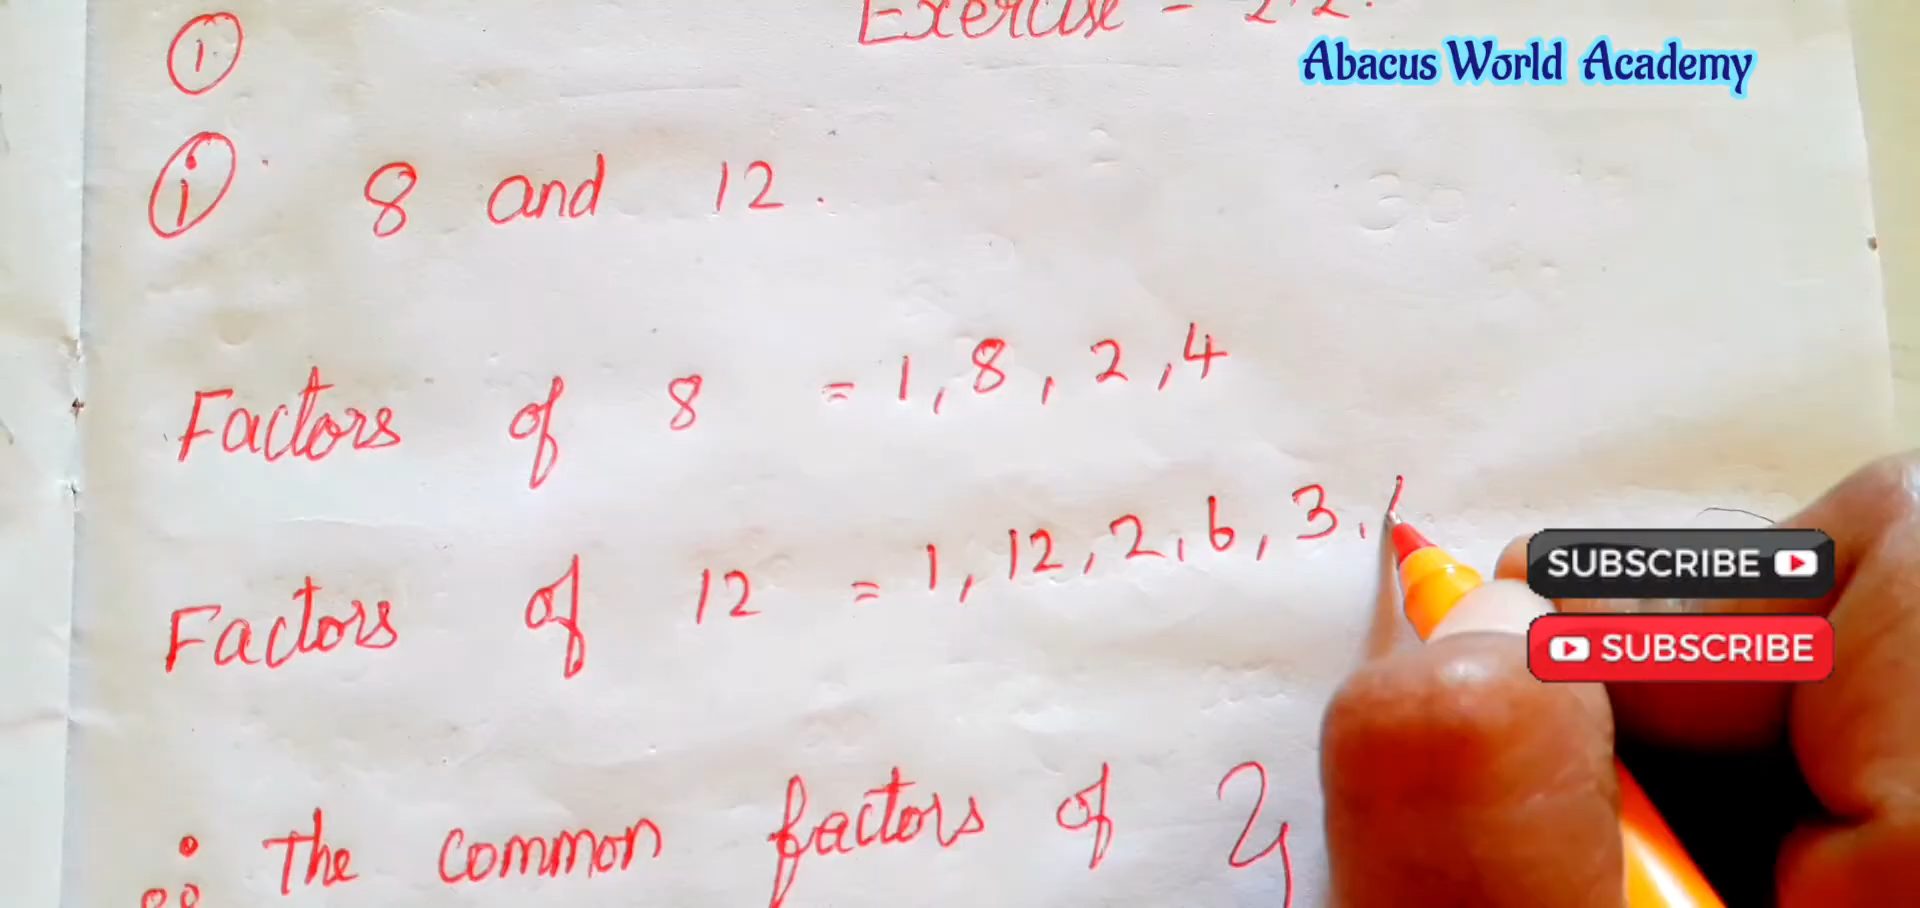 Exercise - 2.2.
Abacus World Academy
1
i 8 and 12.
Factors of 8 = 1, 8, 2, 4
Factors of 12 = 1, 12, 2, 6, 3,
SUBSCRIBE
SUBSCRIBE
∴ The common factors of